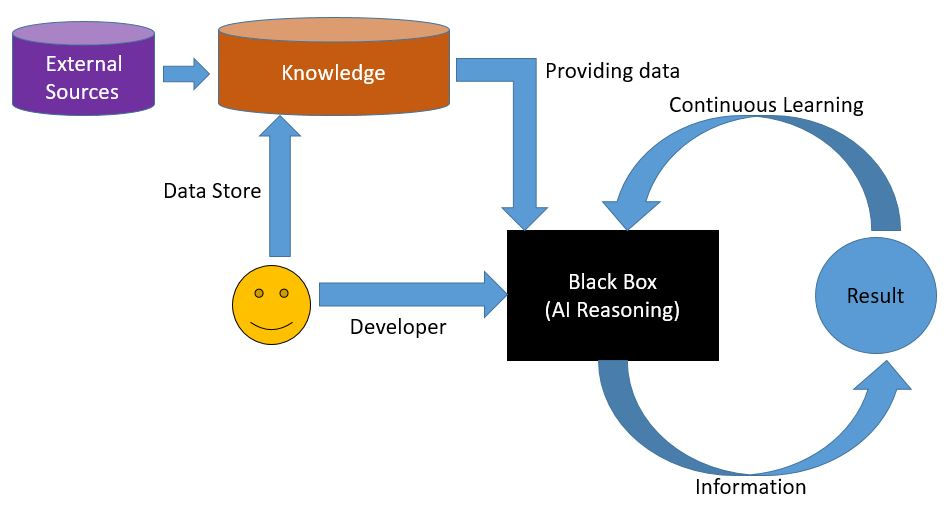 External
Sources
Knowledge
Providing data
Continuous Learning
Data Store
Black Box
(AI Reasoning)
Result
Developer
Information